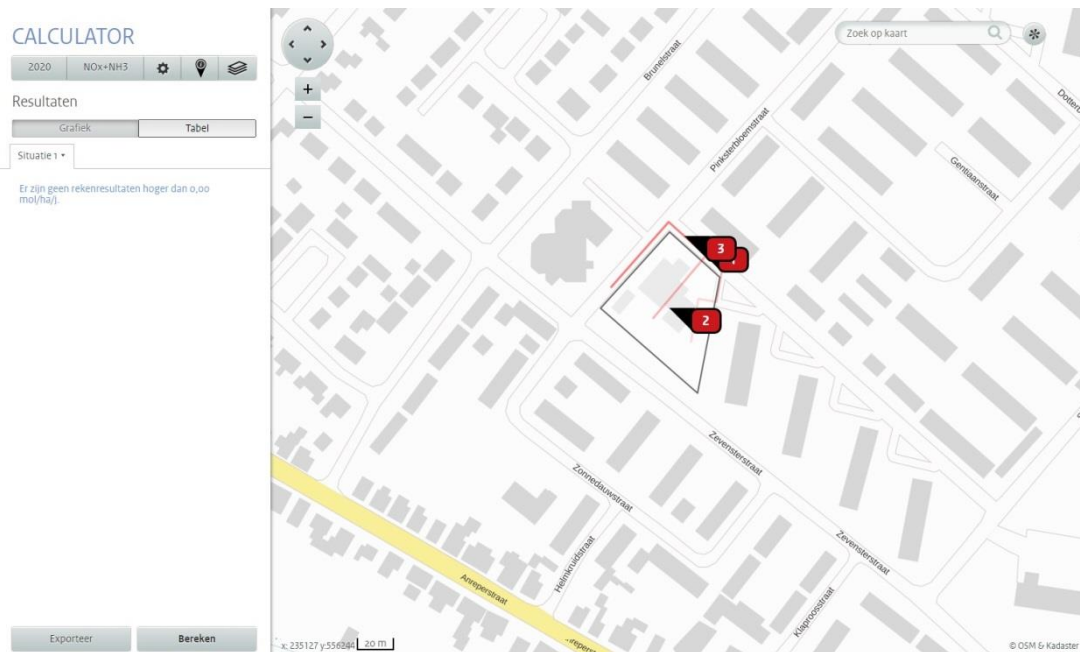 CALCULATOR
2020
NOx+NH3
Resultaten
Grafiek
Tabel
Situatie 1
Er zijn geen rekenresultaten hoger dan 0,00
mol/ha/j.
Exporteer
Bereken
Zoek op kaart
Brunelstraat
Pinksterbloemstraat
Gentiaanstraat
3
2
Zevensterstraat
Zonnedauwstraat
Zevensterstraat
Helmkruidstraat
Anreperstraat
Klaproosstraat
x: 235127 y:556244
20 m
© OSM & Kadaster